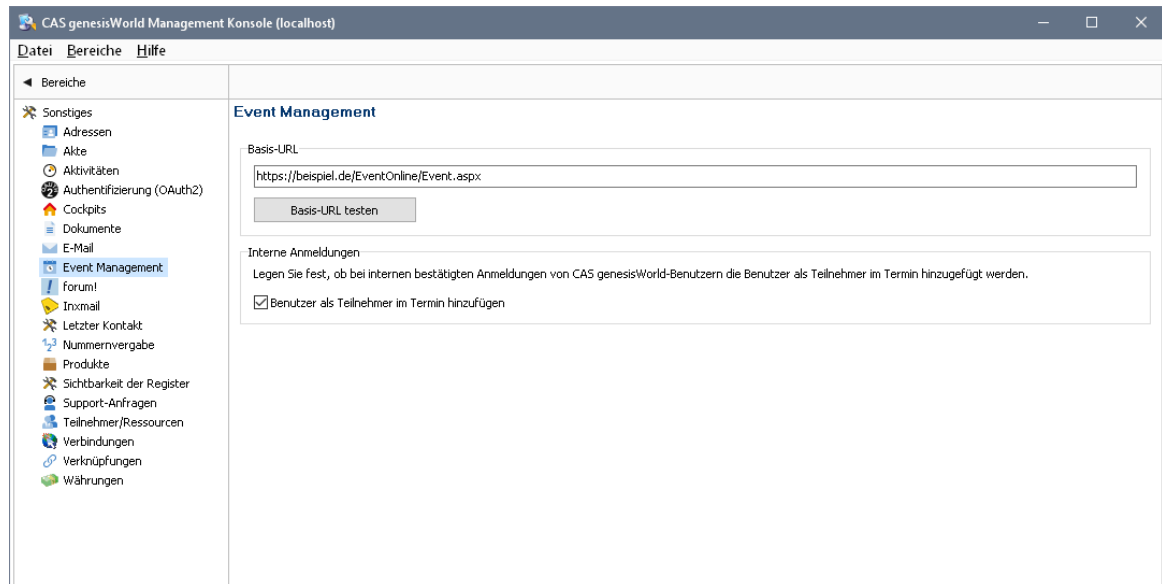 CAS genesisWorld Management Konsole (localhost)
Datei Bereiche Hilfe
Bereiche
Sonstiges
Adressen
Akte
Aktivitäten
Authentifizierung (OAuth2)
Cockpits
Dokumente
E-Mail
Event Management
forum!
Inxmail
Letzter Kontakt
Nummernvergabe
Produkte
Sichtbarkeit der Register
Support-Anfragen
Teilnehmer/Ressourcen
Verbindungen
Verknüpfungen
Währungen
Event Management
Basis-URL
https://beispiel.de/EventOnline/Event.aspx
Basis-URL testen
Interne Anmeldungen
Legen Sie fest, ob bei internen bestätigten Anmeldungen von CAS genesisWorld-Benutzern die Benutzer als Teilnehmer im Termin hinzugefügt werden.
Benutzer als Teilnehmer im Termin hinzufügen